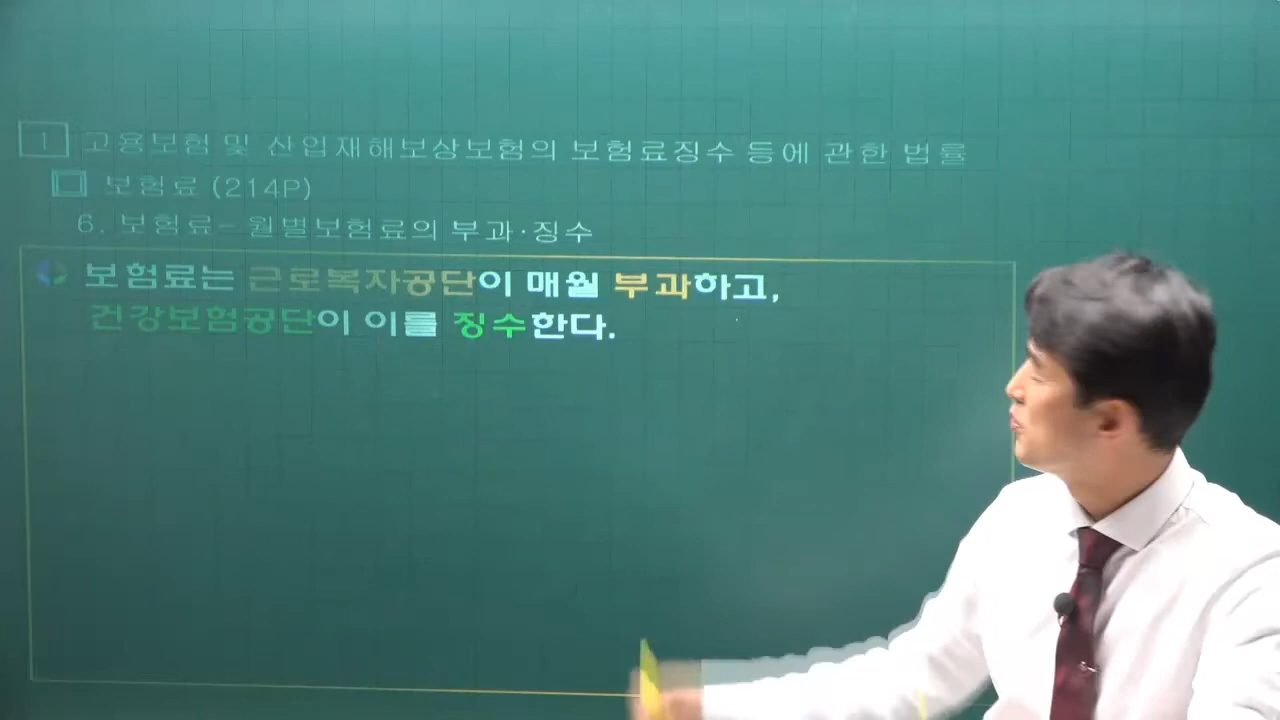 1 고용보험 및 산업재해보상보험의 보험료징수 등에 관한 법률
보험료 (214P)
6. 보험료-월별보험료의 부과·징수
보험료는 근로복지공단이 매월 부과하고,
건강보험공단이 이를 징수한다.